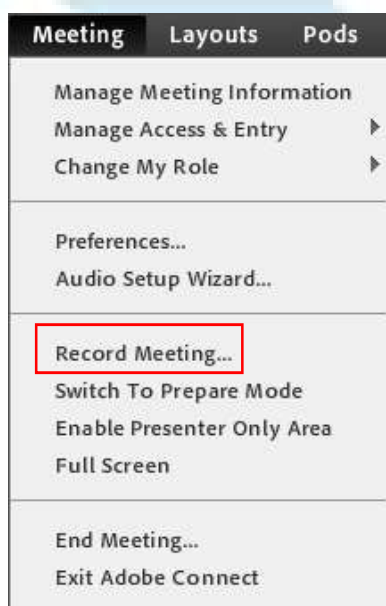 Meeting Layouts Pods
Manage Meeting Information
Manage Access & Entry
Change My Role
Preferences...
Audio Setup Wizard...
Record Meeting...
Switch To Prepare Mode
Enable Presenter Only Area
Full Screen
End Meeting...
Exit Adobe Connect